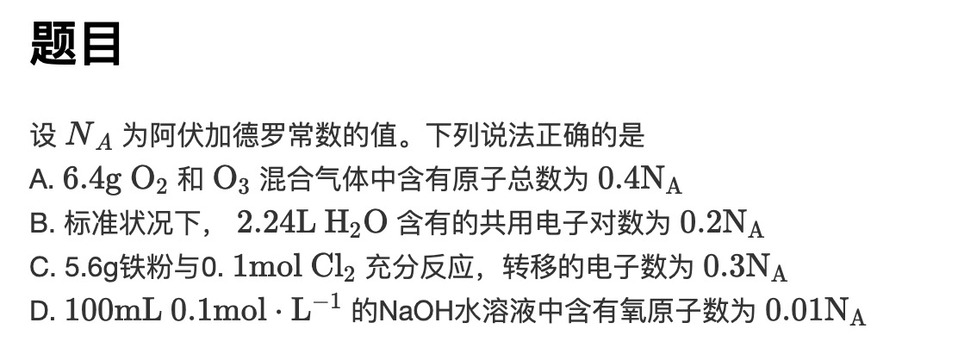 题目
设 N_A 为阿伏加德罗常数的值。下列说法正确的是
A. 6.4g O₂ 和 O₃ 混合气体中含有原子总数为 0.4N_A
B. 标准状况下， 2.24L H₂O 含有的共用电子对数为 0.2N_A
C. 5.6g铁粉与0. 1mol Cl₂ 充分反应，转移的电子数为 0.3N_A
D. 100mL 0.1mol · L⁻¹ 的NaOH水溶液中含有氧原子数为 0.01N_A